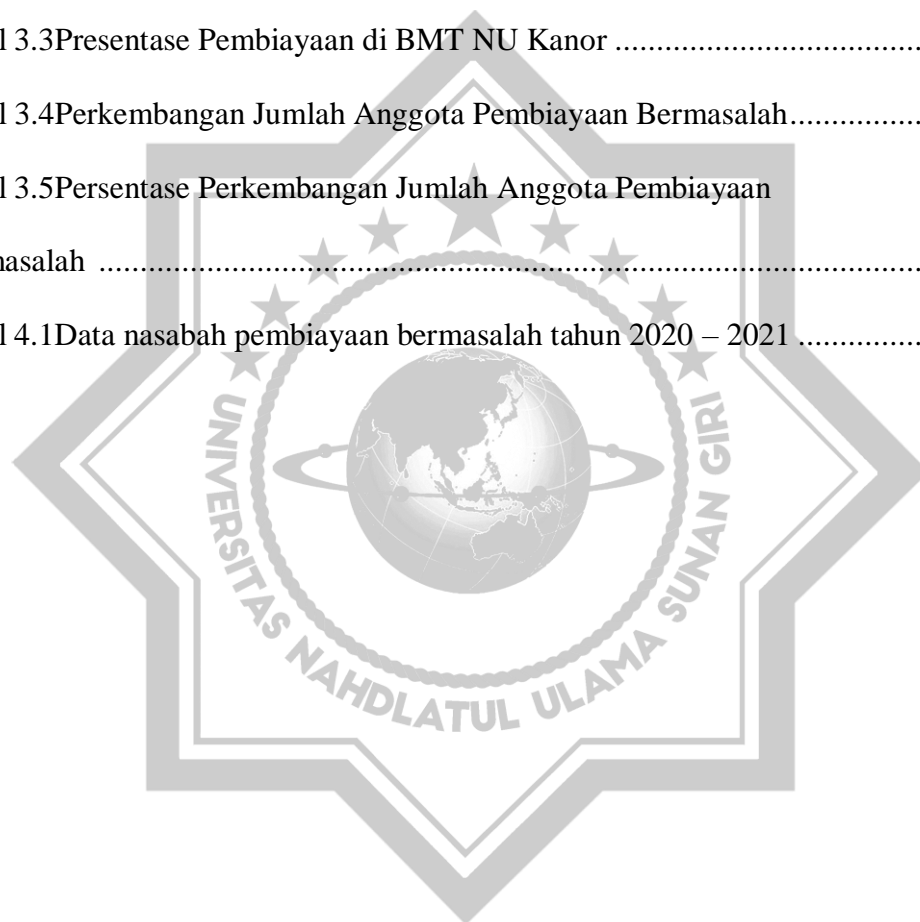 l 3.3Presentase Pembiayaan di BMT NU Kanor ...................................
l 3.4Perkembangan Jumlah Anggota Pembiayaan Bermasalah................
l 3.5Persentase Perkembangan Jumlah Anggota Pembiayaan
masalah ..............................................................................................................
l 4.1Data nasabah pembiayaan bermasalah tahun 2020 – 2021 ...............
UNIVERSITAS NAHDLATUL ULAMA SUNAN GIRI